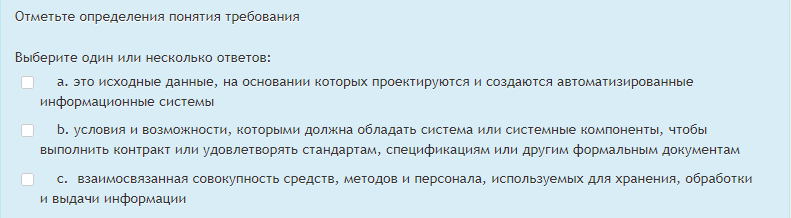 Отметьте определения понятия требования
Выберите один или несколько ответов:
a. это исходные данные, на основании которых проектируются и создаются автоматизированные
информационные системы
b. условия и возможности, которыми должна обладать система или системные компоненты, чтобы
выполнить контракт или удовлетворять стандартам, спецификациям или другим формальным документам
c. взаимосвязанная совокупность средств, методов и персонала, используемых для хранения, обработки
и выдачи информации